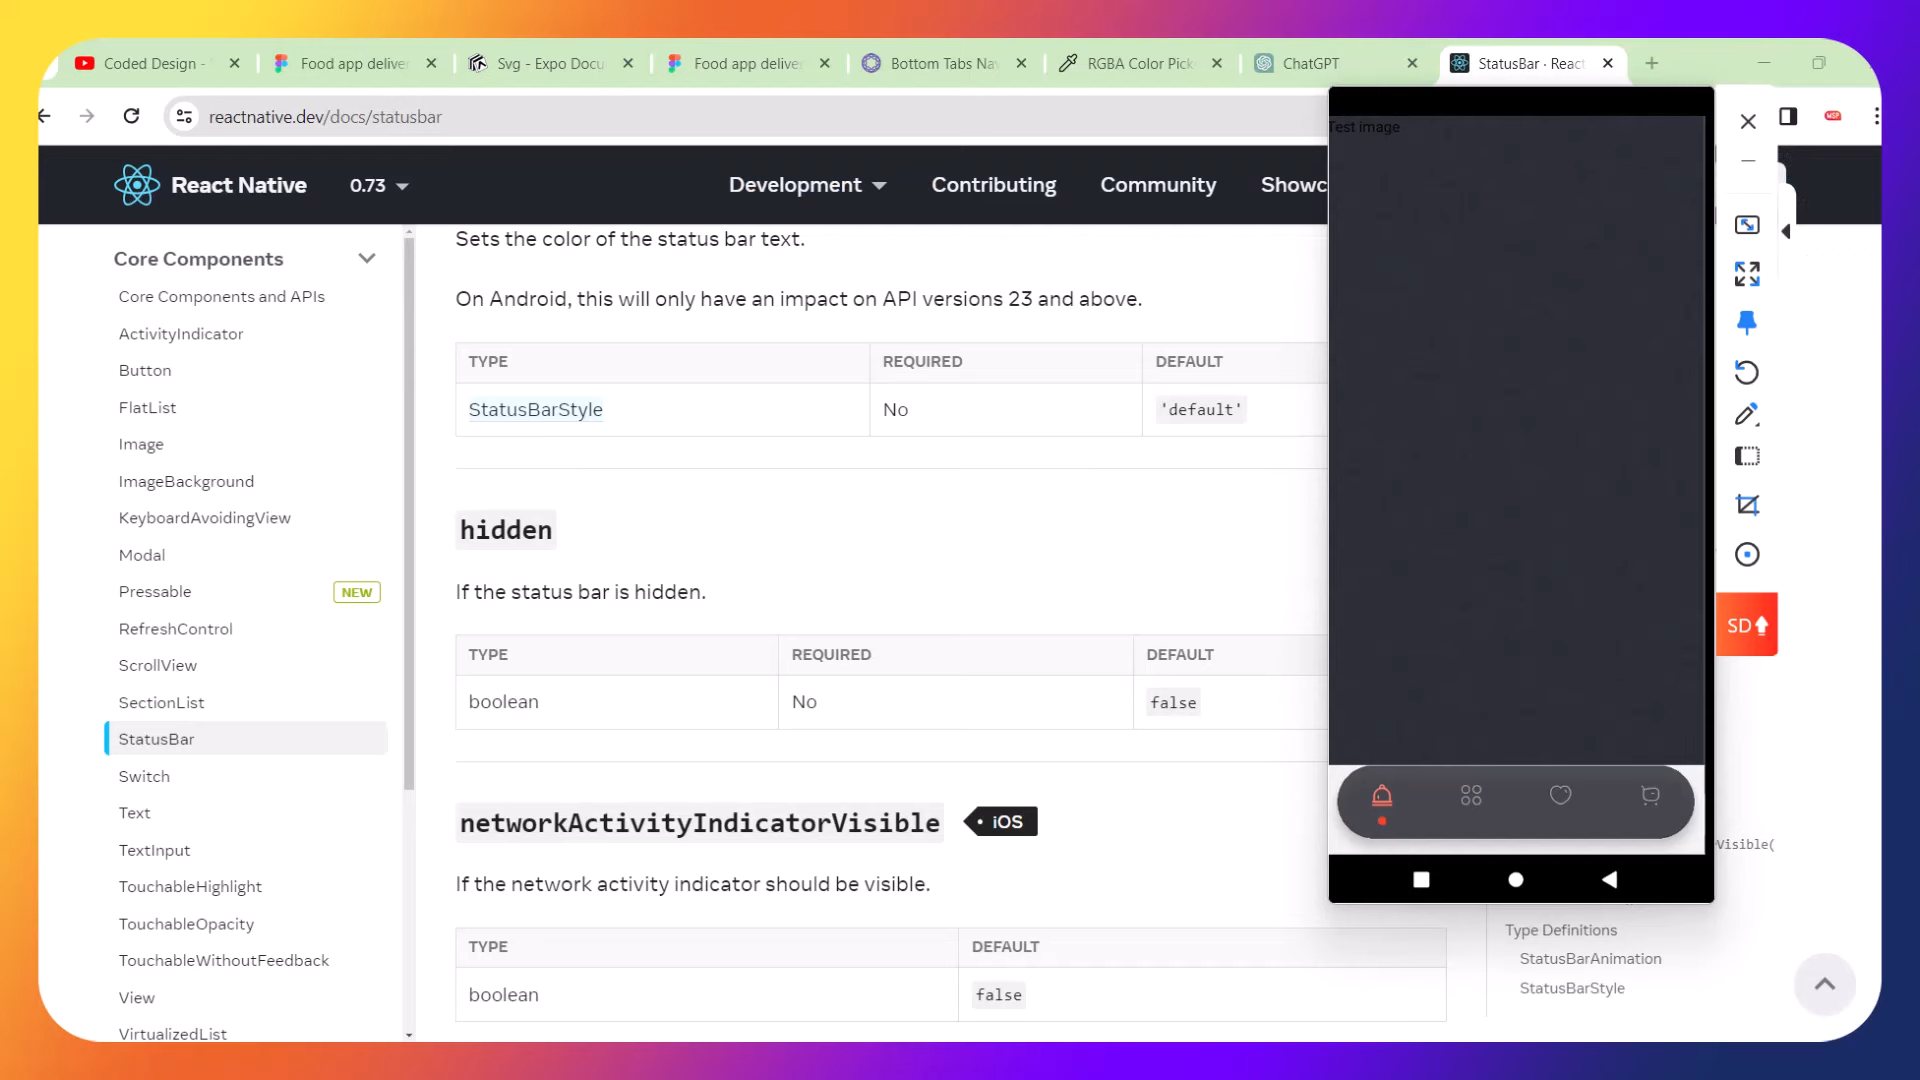 Coded Design -
Food app delive
Svg - Expo Docu
Food app delive
Bottom Tabs Na
RGBA Color Pick
ChatGPT
StatusBar · React
reactnative.dev/docs/statusbar
React Native
0.73
Development
Contributing
Community
Showc
Core Components
Core Components and APIs
ActivityIndicator
Button
FlatList
Image
ImageBackground
KeyboardAvoidingView
Modal
Pressable
NEW
RefreshControl
ScrollView
SectionList
StatusBar
Switch
Text
TextInput
TouchableHighlight
TouchableOpacity
TouchableWithoutFeedback
View
VirtualizedList
Sets the color of the status bar text.
On Android, this will only have an impact on API versions 23 and above.
TYPE REQUIRED DEFAULT
StatusBarStyle No 'default'
hidden
If the status bar is hidden.
TYPE REQUIRED DEFAULT
boolean No false
networkActivityIndicatorVisible
• iOS
If the network activity indicator should be visible.
TYPE DEFAULT
boolean false
Test image
SD
Visible(
Type Definitions
StatusBarAnimation
StatusBarStyle